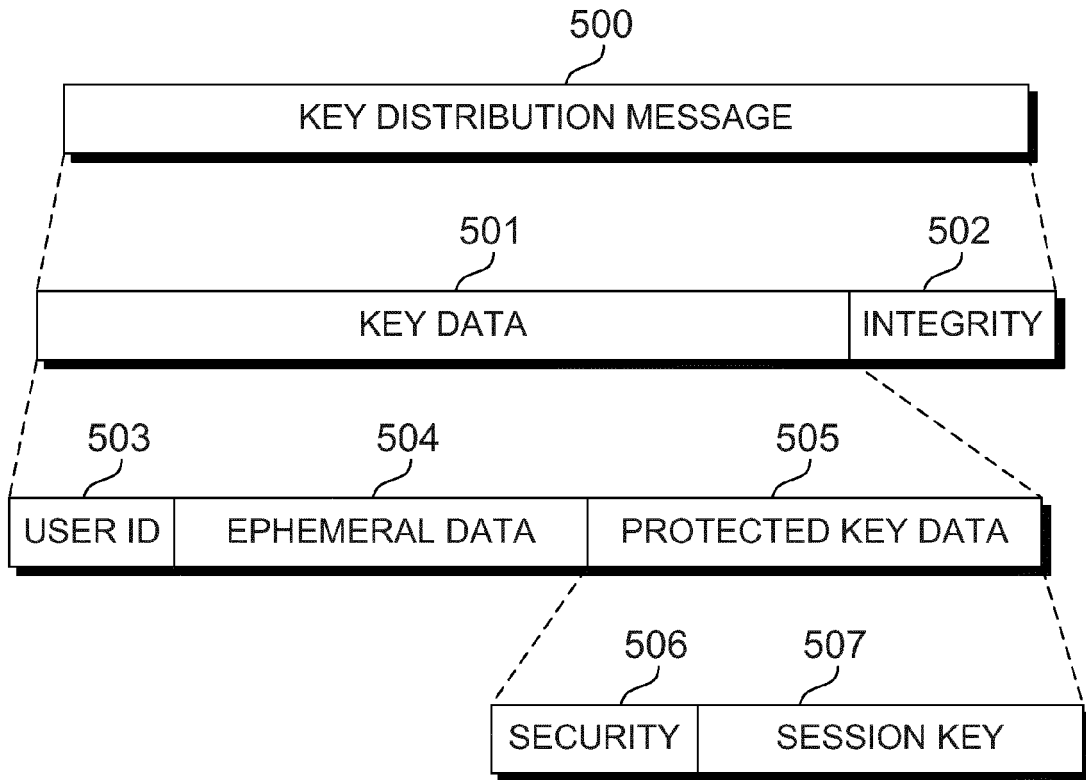 500
KEY DISTRIBUTION MESSAGE
501
502
KEY DATA
INTEGRITY
503
504
505
USER ID
EPHEMERAL DATA
PROTECTED KEY DATA
506
507
SECURITY
SESSION KEY